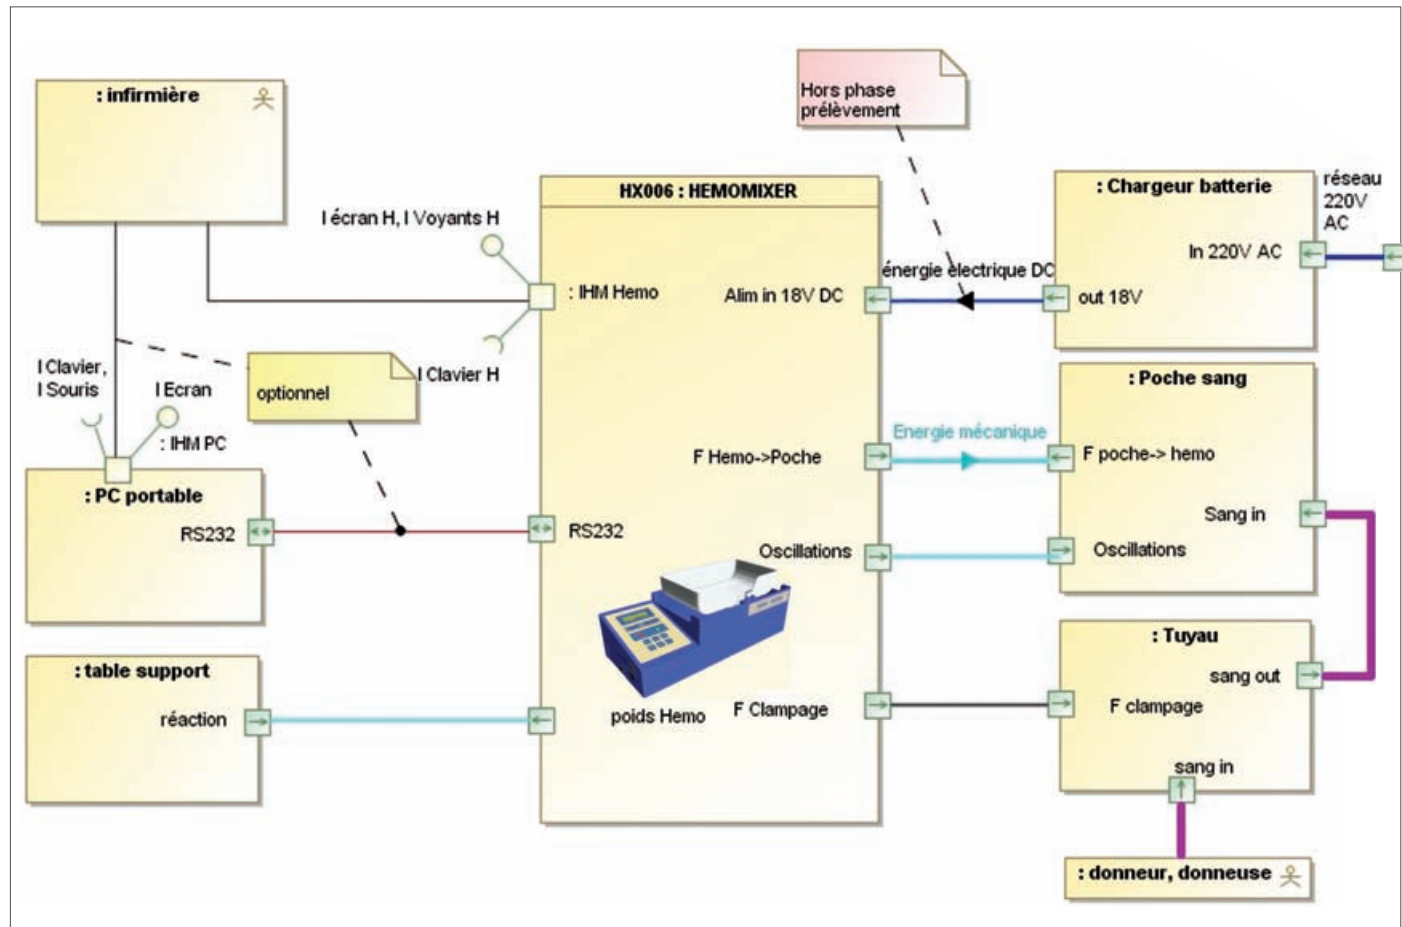 Hors phase
prélèvement
: infirmière
HX006 : HEMOMIXER
: Chargeur batterie
réseau
220V
AC
I écran H, I Voyants H
In 220V AC
énergie électrique DC
: IHM Hemo
Alim in 18V DC
out 18V
I Clavier,
I Souris
I Ecran
optionnel
I Clavier H
: Poche sang
: IHM PC
Energie mécanique
F Hemo->Poche
F poche-> hemo
: PC portable
RS232
RS232
Sang in
Oscillations
Oscillations
: Tuyau
: table support
sang out
réaction
poids Hemo
F Clampage
F clampage
sang in
: donneur, donneuse